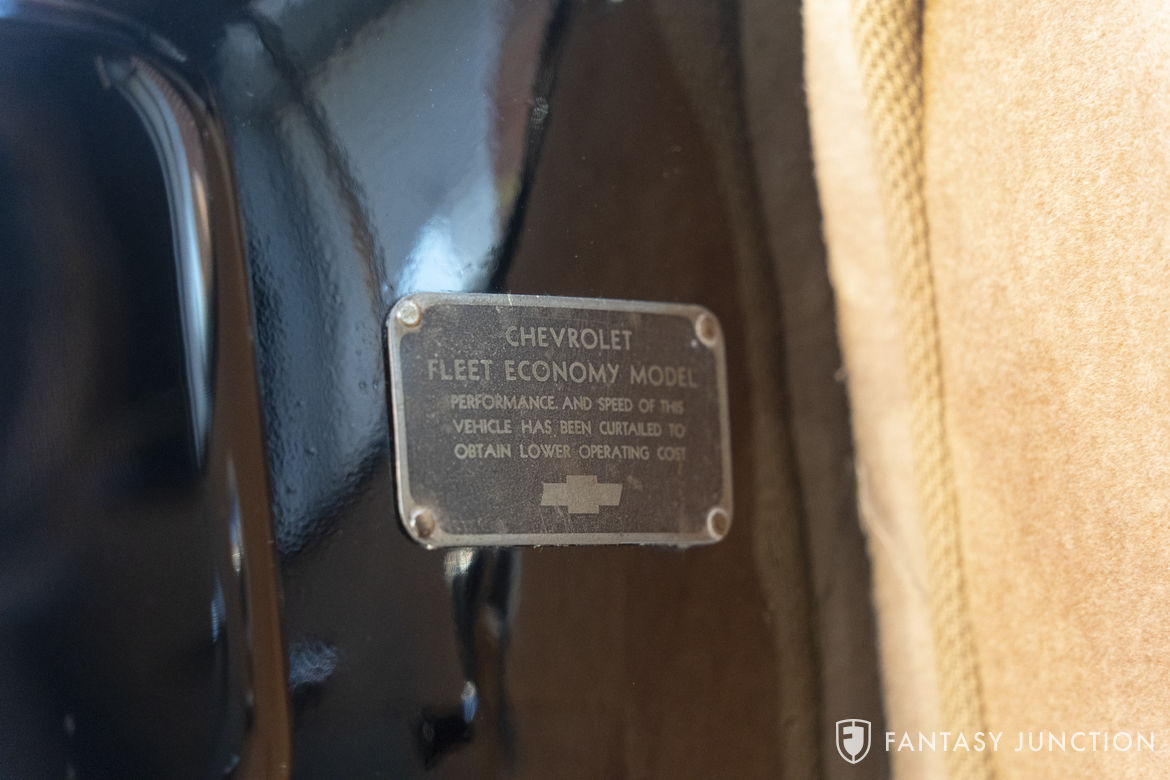 CHEVROLET
FLEET ECONOMY MODEL
PERFORMANCE AND SPEED OF THIS
VEHICLE HAS BEEN CURTAILED TO
OBTAIN LOWER OPERATING COST
FANTASY JUNCTION